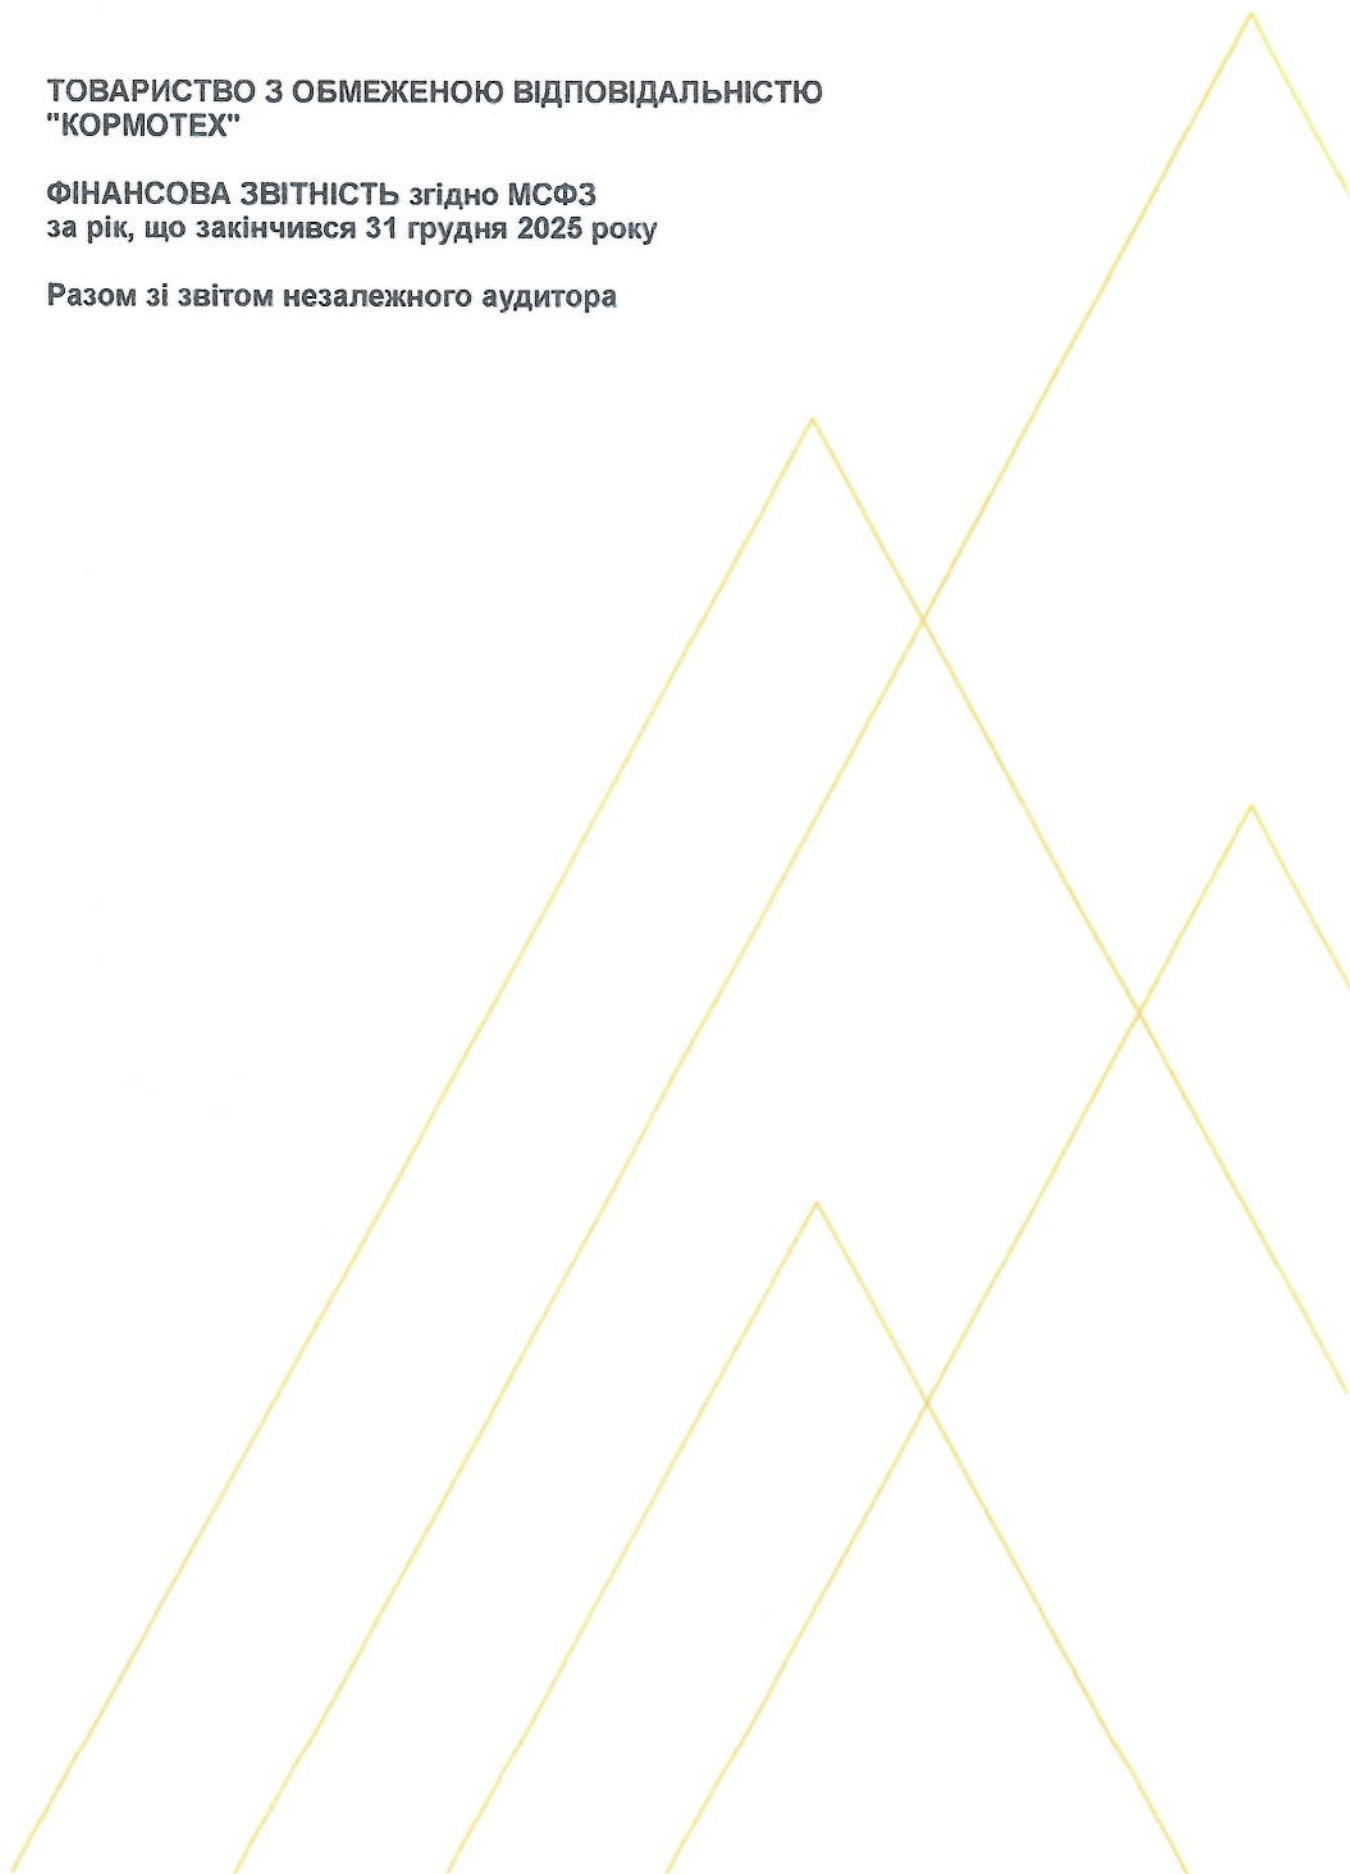 ТОВАРИСТВО З ОБМЕЖЕНОЮ ВІДПОВІДАЛЬНІСТЮ
"КОРМОТЕХ"
ФІНАНСОВА ЗВІТНІСТЬ згідно МСФЗ
за рік, що закінчився 31 грудня 2025 року
Разом зі звітом незалежного аудитора